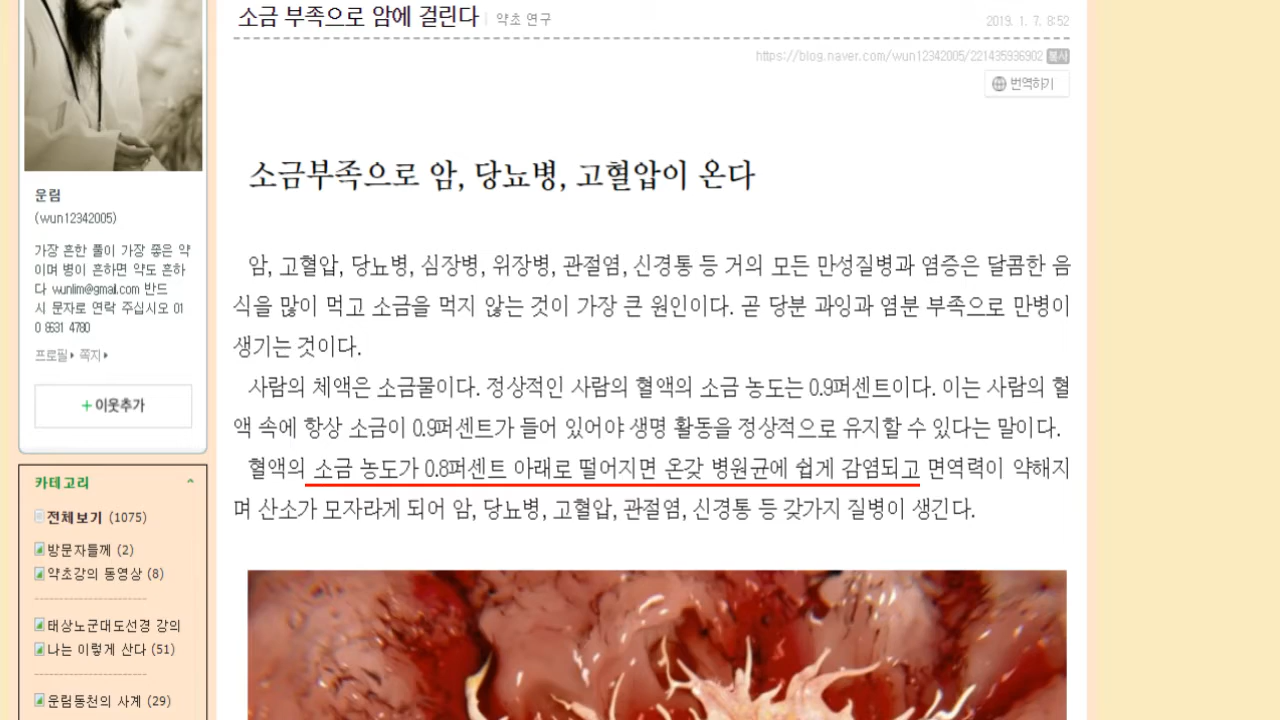 소금 부족으로 암에 걸린다 | 약초 연구
2019. 1. 7. 8:52
https://blog.naver.com/wun12342005/221435936902 복사
번역하기
소금부족으로 암, 당뇨병, 고혈압이 온다
암, 고혈압, 당뇨병, 심장병, 위장병, 관절염, 신경통 등 거의 모든 만성질병과 염증은 달콤한 음
식을 많이 먹고 소금을 먹지 않는 것이 가장 큰 원인이다. 곧 당분 과잉과 염분 부족으로 만병이
생기는 것이다.
사람의 체액은 소금물이다. 정상적인 사람의 혈액의 소금 농도는 0.9퍼센트이다. 이는 사람의 혈
액 속에 항상 소금이 0.9퍼센트가 들어 있어야 생명 활동을 정상적으로 유지할 수 있다는 말이다.
혈액의 소금 농도가 0.8퍼센트 아래로 떨어지면 온갖 병원균에 쉽게 감염되고 면역력이 약해지
며 산소가 모자라게 되어 암, 당뇨병, 고혈압, 관절염, 신경통 등 갖가지 질병이 생긴다.
운림
(wun12342005)
가장 흔한 풀이 가장 좋은 약
이며 병이 흔하면 약도 흔하
다 wunlim@gmail.com 반드
시 문자로 연락 주십시오 01
0 8631 4780
프로필 쪽지
+ 이웃추가
카테고리
전체보기 (1075)
방문자들께 (2)
약초강의 동영상 (8)
태상노군대도선경 강의
나는 이렇게 산다 (51)
운림동천의 사계 (29)